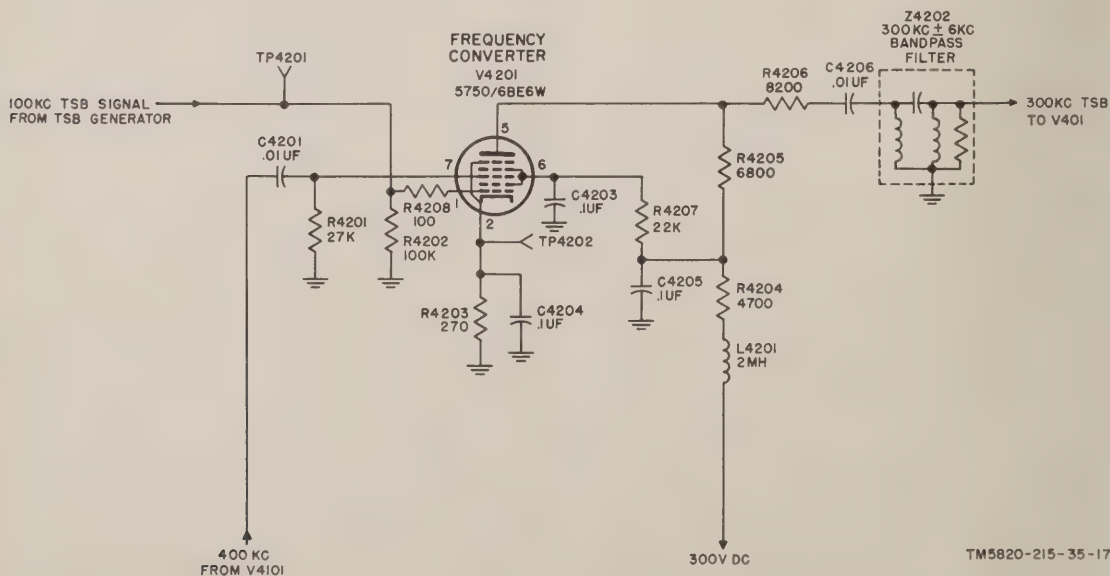 Z4202
300KC ± 6KC
BANDPASS
FILTER
FREQUENCY
CONVERTER
V4201
5750/6BE6W
TP4201
R4206
8200
C4206
.01UF
100KC TSB SIGNAL
FROM TSB GENERATOR
300KC TSB
TO V401
5
C4201
.01UF
7
6
R4205
6800
R4208
100
1
2
C4203
.1UF
R4207
22K
R4201
27K
R4202
100K
TP4202
C4205
.1UF
R4204
4700
R4203
270
C4204
.1UF
L4201
2MH
400 KC
FROM V4101
300V DC
TM5820-215-35-17